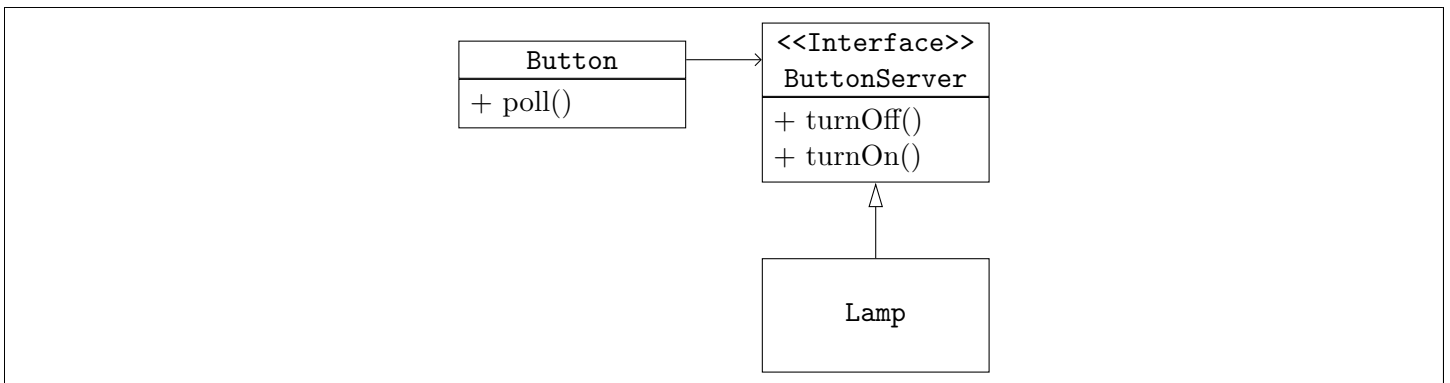 Button
+ poll()
<<Interface>>
ButtonServer
+ turnOff()
+ turnOn()
Lamp